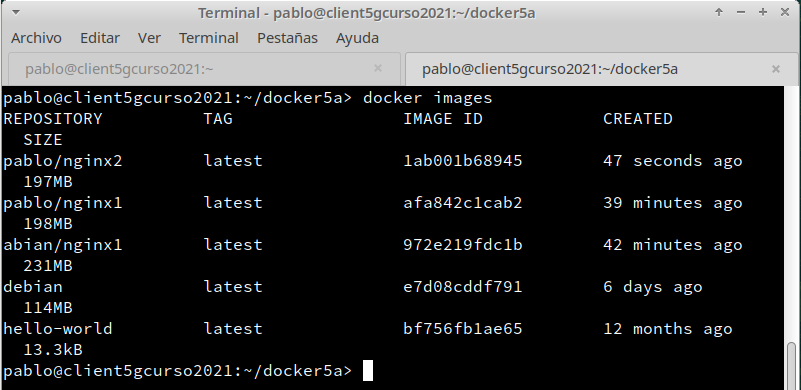 Terminal - pablo@client5gcurso2021:~/docker5a
Archivo Editar Ver Terminal Pestañas Ayuda
pablo@client5gcurso2021:~ × pablo@client5gcurso2021:~/docker5a ×
pablo@client5gcurso2021:~/docker5a> docker images
REPOSITORY TAG IMAGE ID CREATED
SIZE
pablo/nginx2 latest 1ab001b68945 47 seconds ago
197MB
pablo/nginx1 latest afa842c1cab2 39 minutes ago
198MB
abian/nginx1 latest 972e219fdc1b 42 minutes ago
231MB
debian latest e7d08cddf791 6 days ago
114MB
hello-world latest bf756fb1ae65 12 months ago
13.3kB
pablo@client5gcurso2021:~/docker5a>